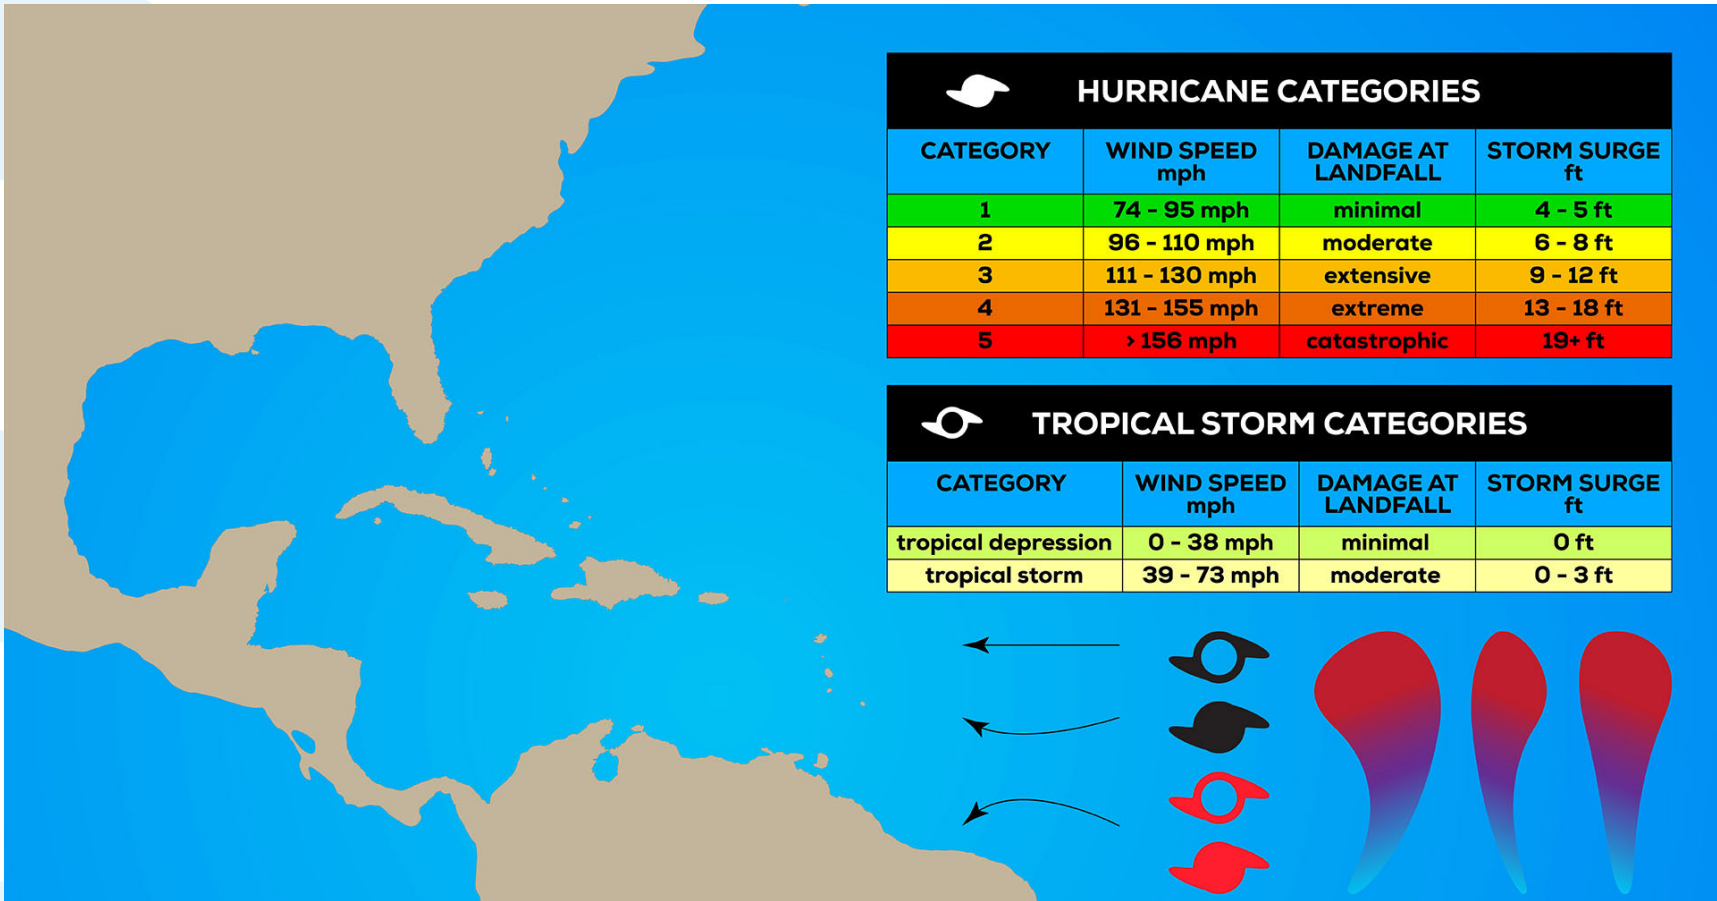 HURRICANE CATEGORIES
CATEGORY WIND SPEED mph DAMAGE AT LANDFALL STORM SURGE ft
1 74 - 95 mph minimal 4 - 5 ft
2 96 - 110 mph moderate 6 - 8 ft
3 111 - 130 mph extensive 9 - 12 ft
4 131 - 155 mph extreme 13 - 18 ft
5 > 156 mph catastrophic 19+ ft
TROPICAL STORM CATEGORIES
CATEGORY WIND SPEED mph DAMAGE AT LANDFALL STORM SURGE ft
tropical depression 0 - 38 mph minimal 0 ft
tropical storm 39 - 73 mph moderate 0 - 3 ft